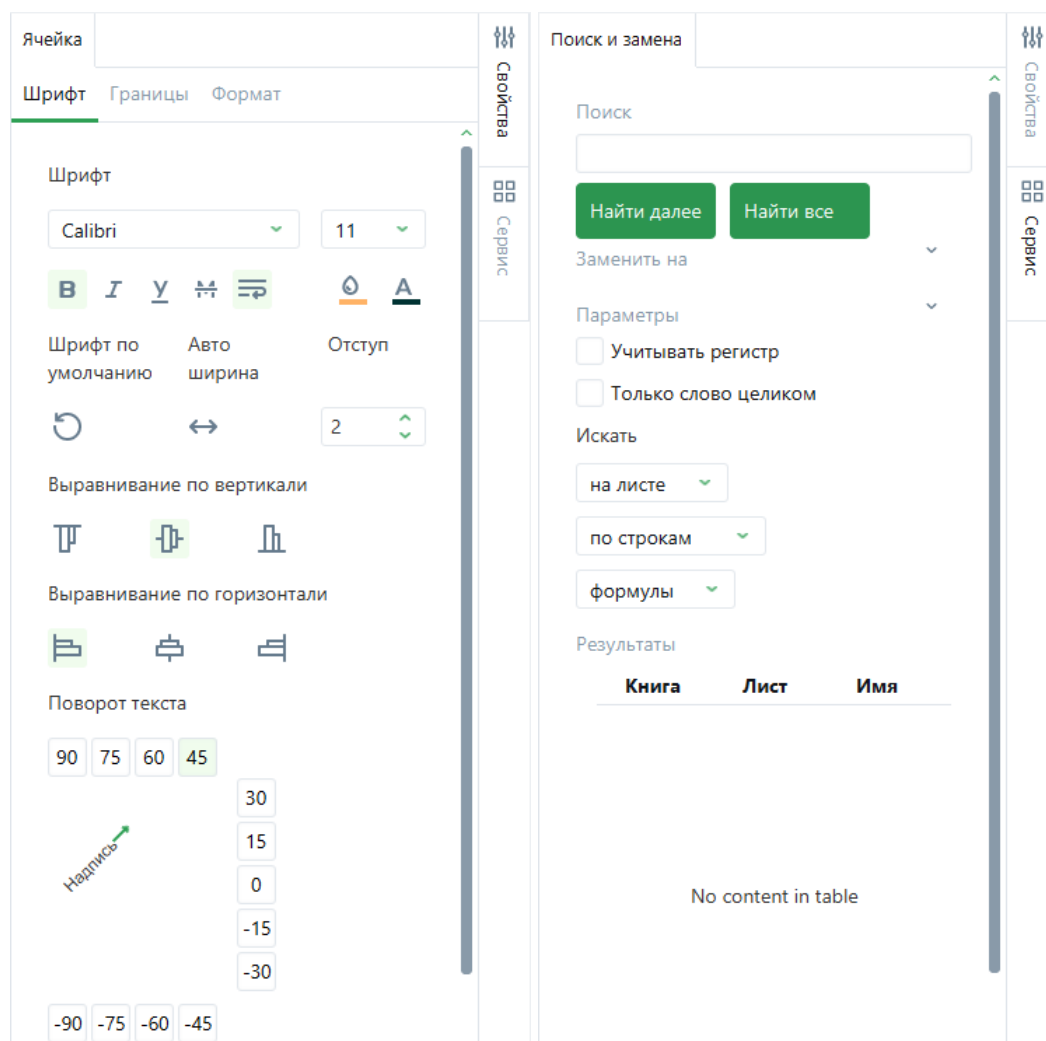 Ячейка
Шрифт Границы Формат
Шрифт
Calibri 11
B I У Ꮇ A
Шрифт по умолчанию
Авто ширина
Отступ
2
Выравнивание по вертикали
Выравнивание по горизонтали
Поворот текста
90 75 60 45
30
15
0
-15
-30
Надпись
-90 -75 -60 -45
Свойства
Сервис
Поиск и замена
Поиск
Найти далее Найти все
Заменить на
Параметры
Учитывать регистр
Только слово целиком
Искать
на листе
по строкам
формулы
Результаты
Книга Лист Имя
No content in table
Свойства
Сервис